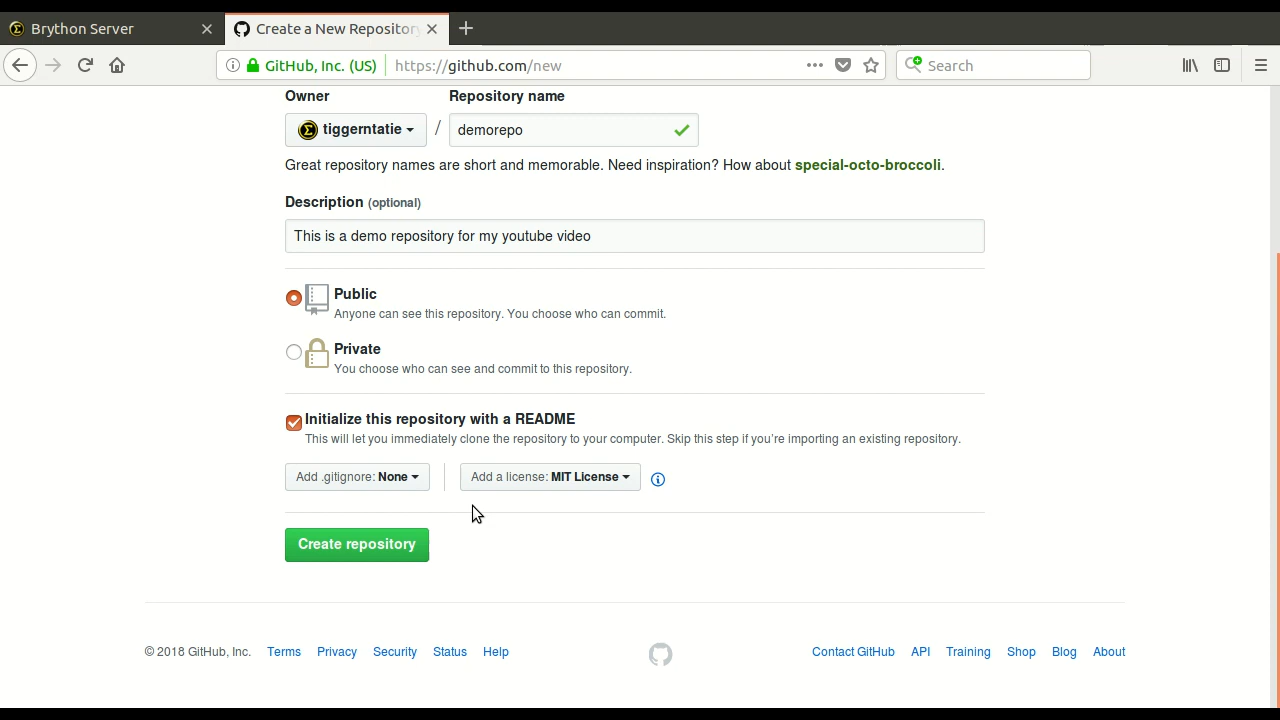 Brython Server
Create a New Repository
GitHub, Inc. (US) https://github.com/new
Search
Owner
Repository name
tiggerntatie / demorepo
Great repository names are short and memorable. Need inspiration? How about special-octo-broccoli.
Description (optional)
This is a demo repository for my youtube video
Public
Anyone can see this repository. You choose who can commit.
Private
You choose who can see and commit to this repository.
Initialize this repository with a README
This will let you immediately clone the repository to your computer. Skip this step if you're importing an existing repository.
Add .gitignore: None
Add a license: MIT License
Create repository
© 2018 GitHub, Inc. Terms Privacy Security Status Help
Contact GitHub API Training Shop Blog About